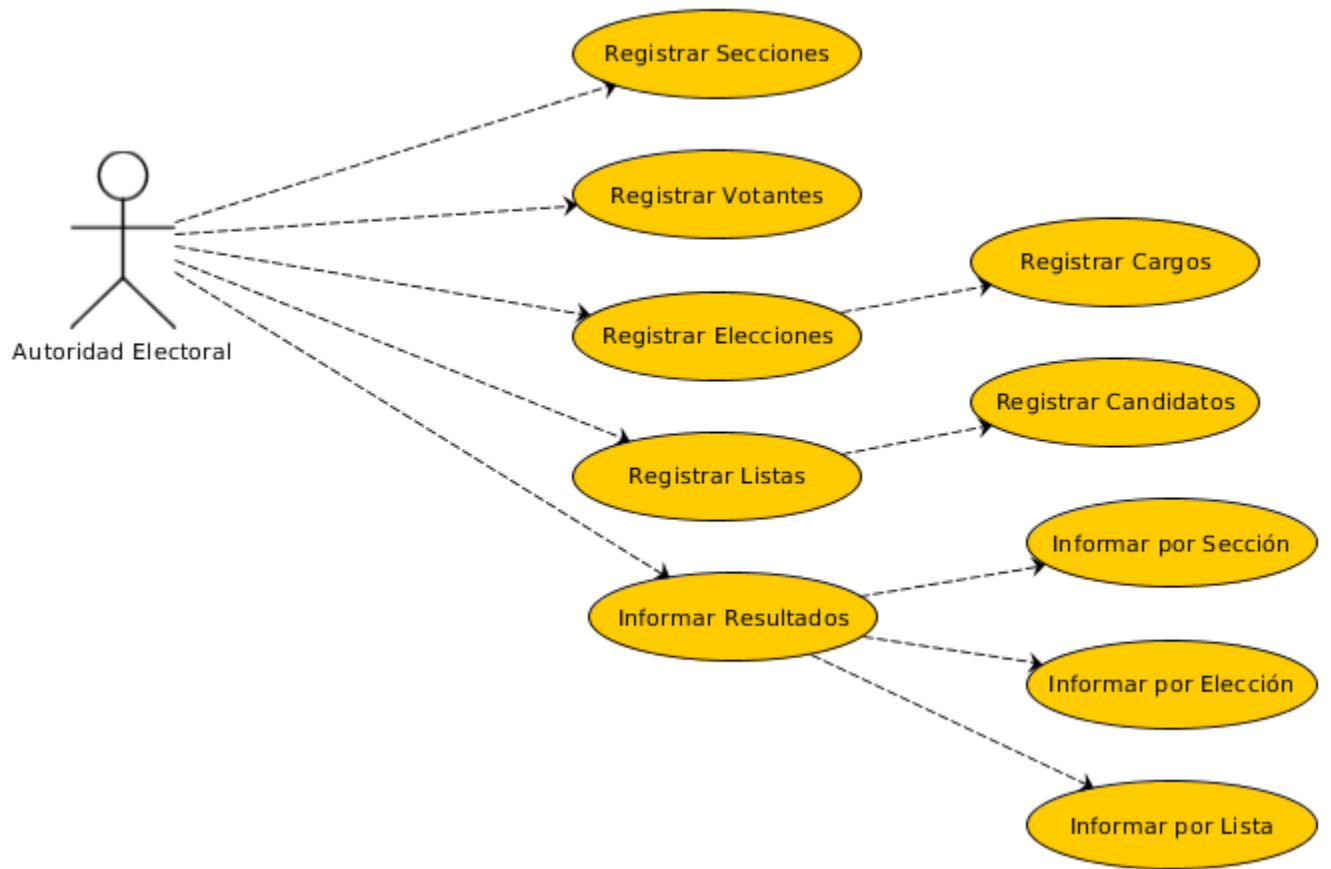 Registrar Secciones
Registrar Votantes
Registrar Cargos
Registrar Elecciones
Autoridad Electoral
Registrar Candidatos
Registrar Listas
Informar por Sección
Informar Resultados
Informar por Elección
Informar por Lista